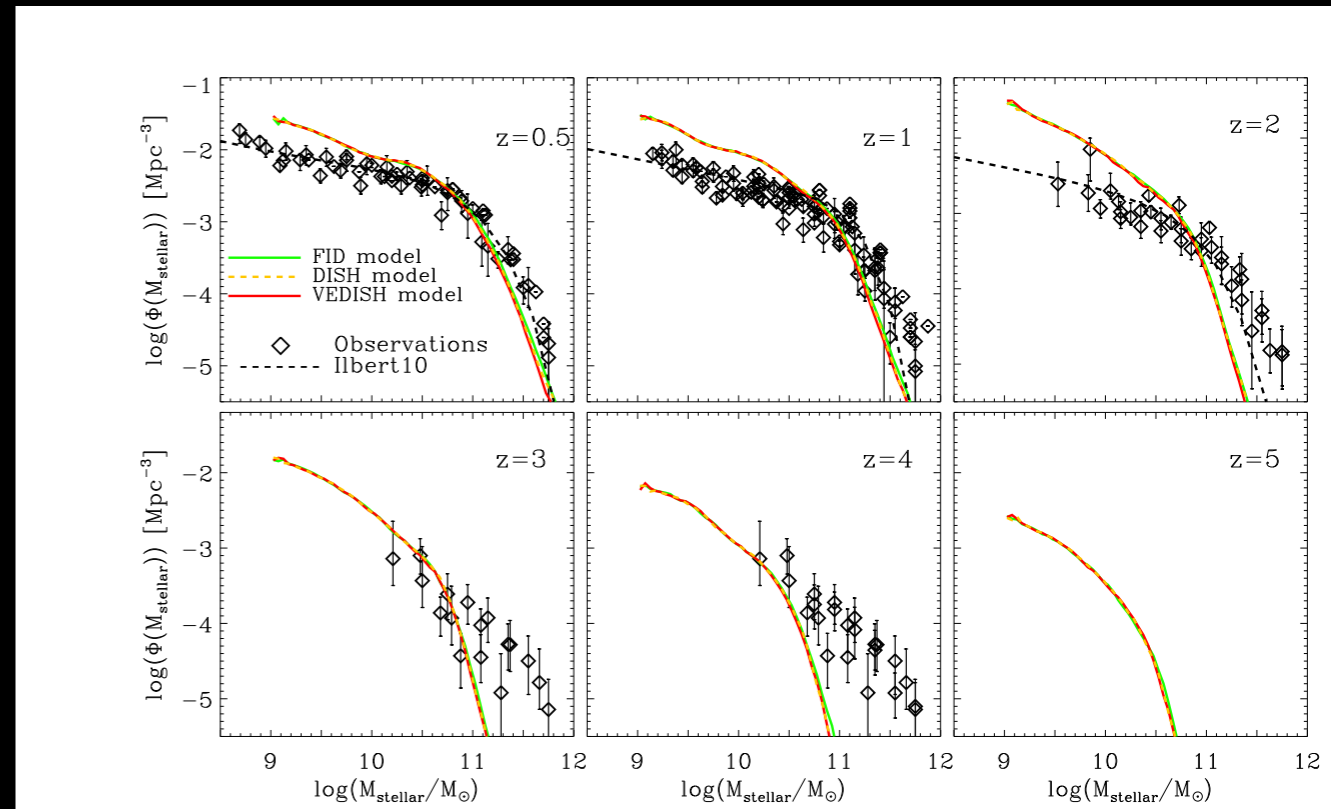 −1
−2
−3
−4
−5
log(Φ(M_stellar)) [Mpc⁻³]
z=0.5
z=1
z=2
FID model
DISH model
VEDISH model
Observations
Ilbert10
−2
−3
−4
−5
log(Φ(M_stellar)) [Mpc⁻³]
z=3
z=4
z=5
9 10 11 12
9 10 11 12
9 10 11 12
log(M_stellar/M_⊙)
log(M_stellar/M_⊙)
log(M_stellar/M_⊙)